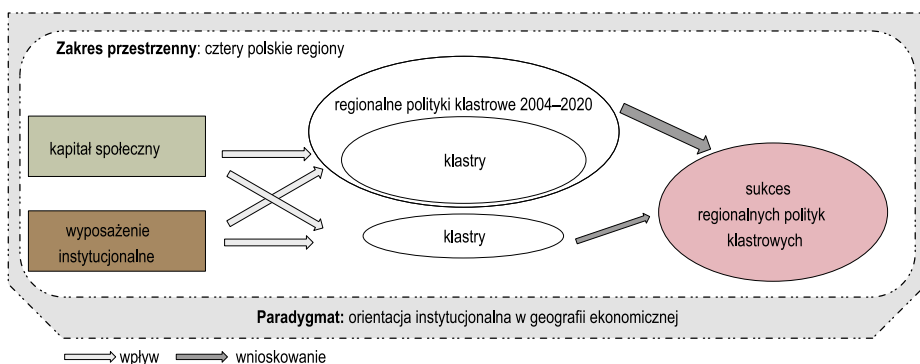 Zakres przestrzenny: cztery polskie regiony
regionalne polityki klastrowe 2004–2020
kapitał społeczny
klastry
sukces
regionalnych polityk
klastrowych
wyposażenie
instytucjonalne
klastry
Paradygmat: orientacja instytucjonalna w geografii ekonomicznej
wpływ
wnioskowanie